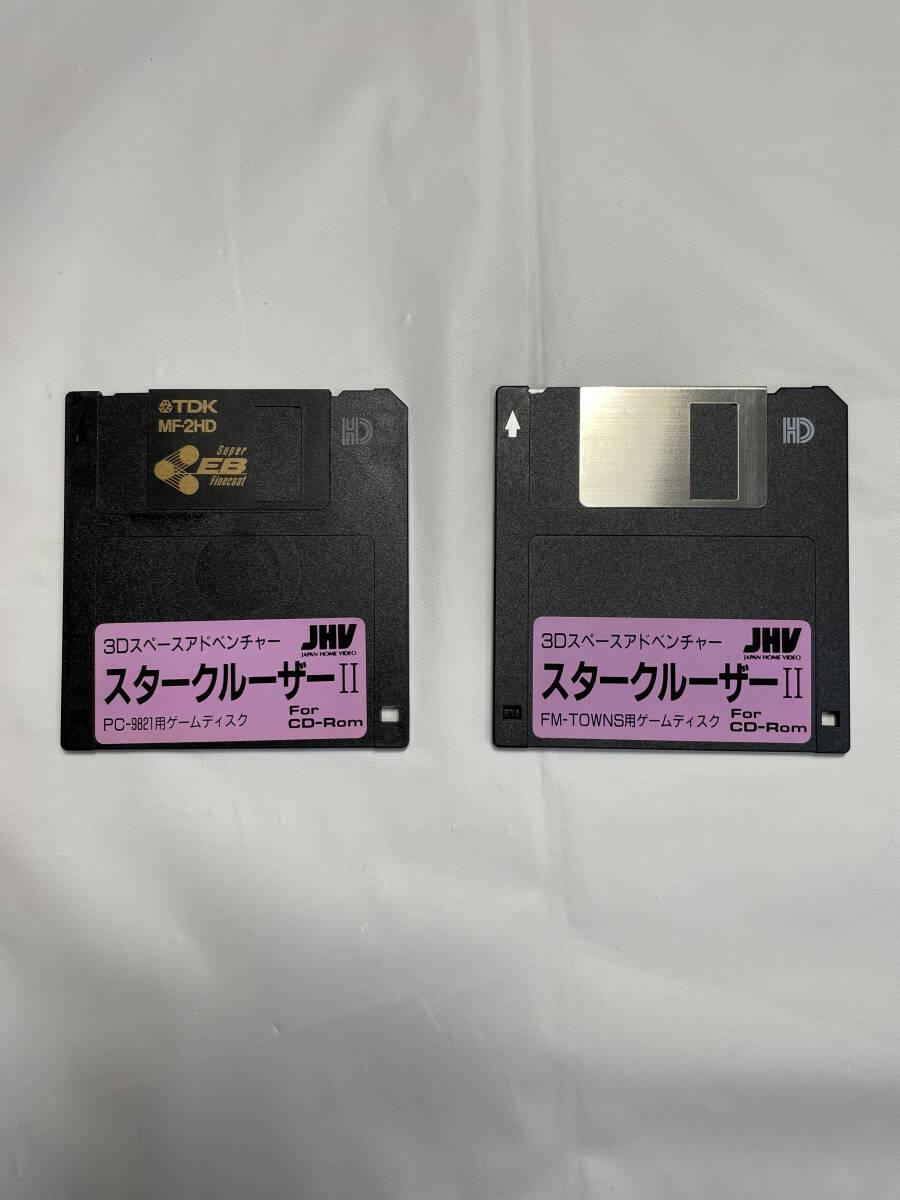 TDK
MF-2HD
Super
EB
Finecoat
HD
3Dスペースアドベンチャー
JHV
JAPAN HOME VIDEO
スタークルーザーII
PC-9821用ゲームディスク
For
CD-Rom
HD
3Dスペースアドベンチャー
JHV
JAPAN HOME VIDEO
スタークルーザーII
FM-TOWNS用ゲームディスク
For
CD-Rom